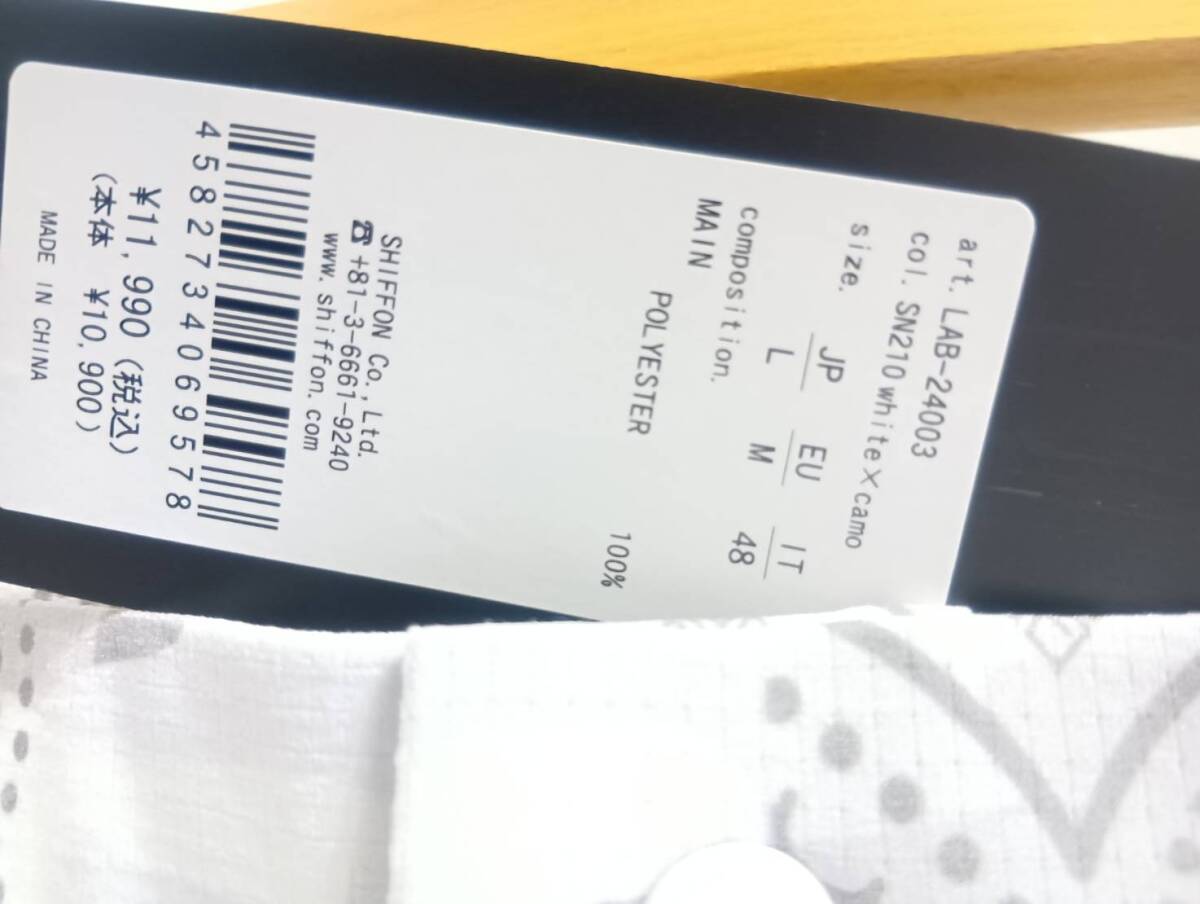 art. LAB-24003
col. SN210 white×camo
size. JP EU IT
L M 48
composition.
MAIN
POLYESTER 100%
SHIFFON Co., Ltd.
☎ +81-3-6661-9240
www.shiffon.com
4582734069578
¥11,990 (税込)
(本体 ¥10,900)
MADE IN CHINA